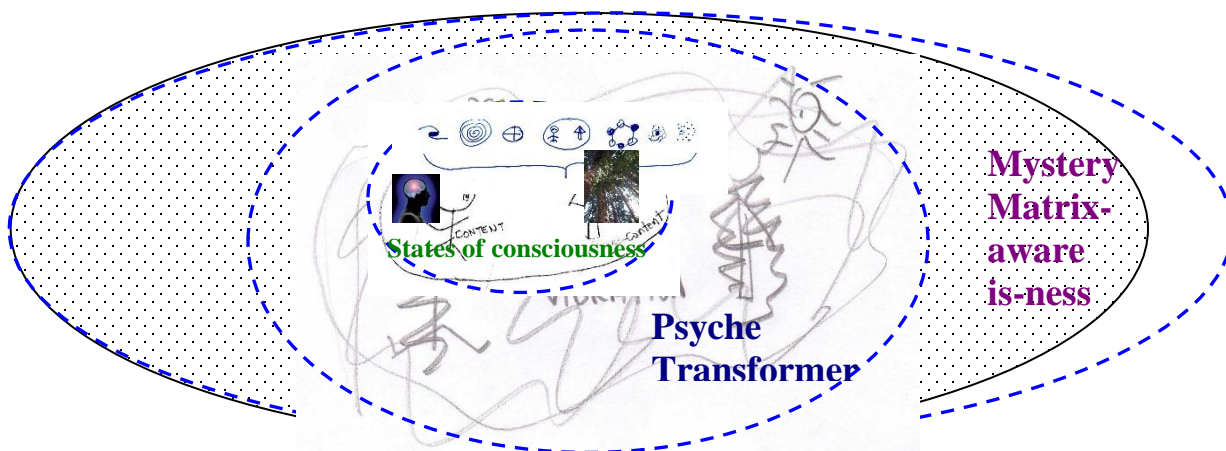 CONTENT
content
States of consciousness
Psyche
Transformer
Mystery
Matrix-
aware
is-ness